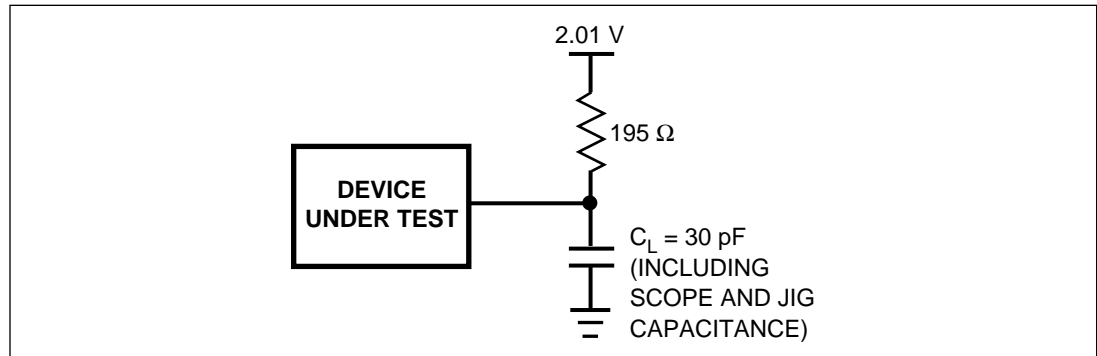 2.01 V
195 Ω
DEVICE
UNDER TEST
C_L = 30 pF
(INCLUDING
SCOPE AND JIG
CAPACITANCE)